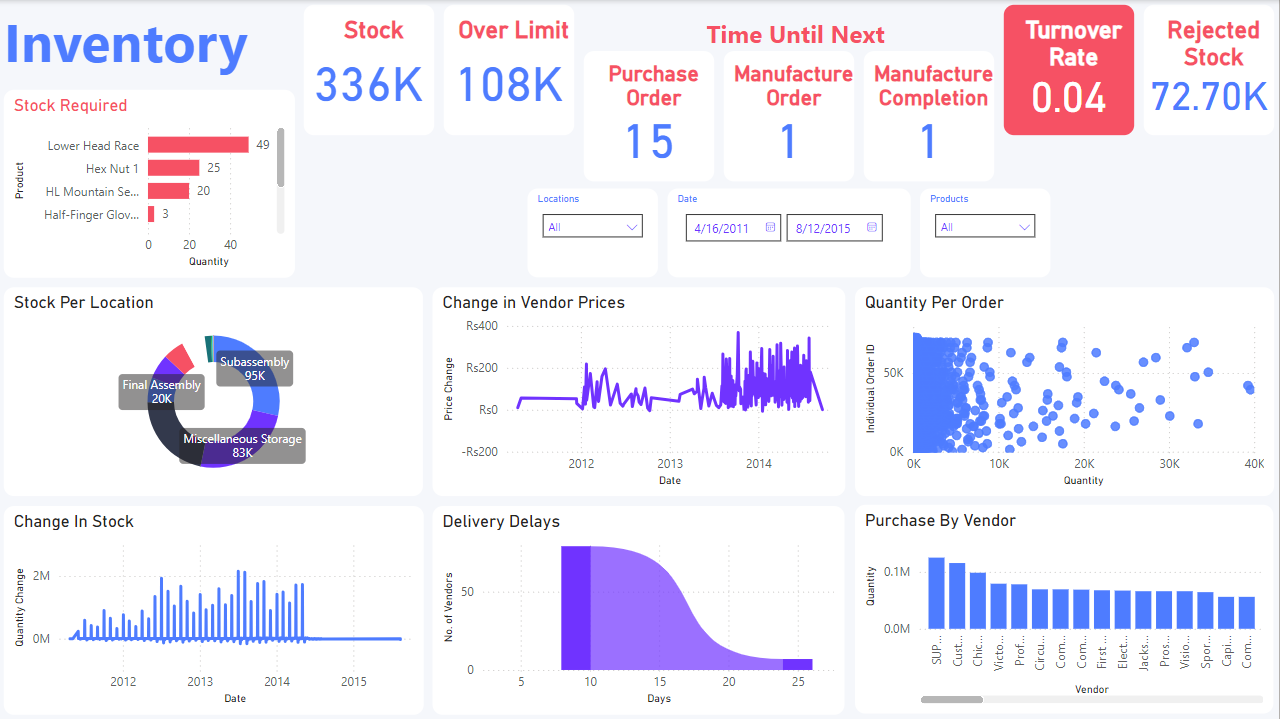 Inventory
Stock
336K
Over Limit
108K
Time Until Next
Purchase
Order
15
Manufacture
Order
1
Manufacture
Completion
1
Turnover
Rate
0.04
Rejected
Stock
72.70K
Stock Required
Product
Lower Head Race
49
Hex Nut 1
25
HL Mountain Se...
20
Half-Finger Glov...
3
0
20
40
Quantity
Locations
All
Date
4/16/2011
8/12/2015
Products
All
Stock Per Location
Subassembly
95K
Final Assembly
20K
Miscellaneous Storage
83K
Change in Vendor Prices
Price Change
Rs400
Rs200
Rs0
-Rs200
2012
2013
2014
Date
Quantity Per Order
Individual Order ID
50K
0K
0K
10K
20K
30K
40K
Quantity
Change In Stock
Quantity Change
2M
0M
2012
2013
2014
2015
Date
Delivery Delays
No. of Vendors
50
0
5
10
15
20
25
Days
Purchase By Vendor
Quantity
0.1M
0.0M
SUP...
Cust...
Chic...
Victo...
Prof...
Circu...
Com...
Com...
First...
Elect...
Jacks...
Pros...
Visio...
Spor...
Capi...
Com...
Vendor